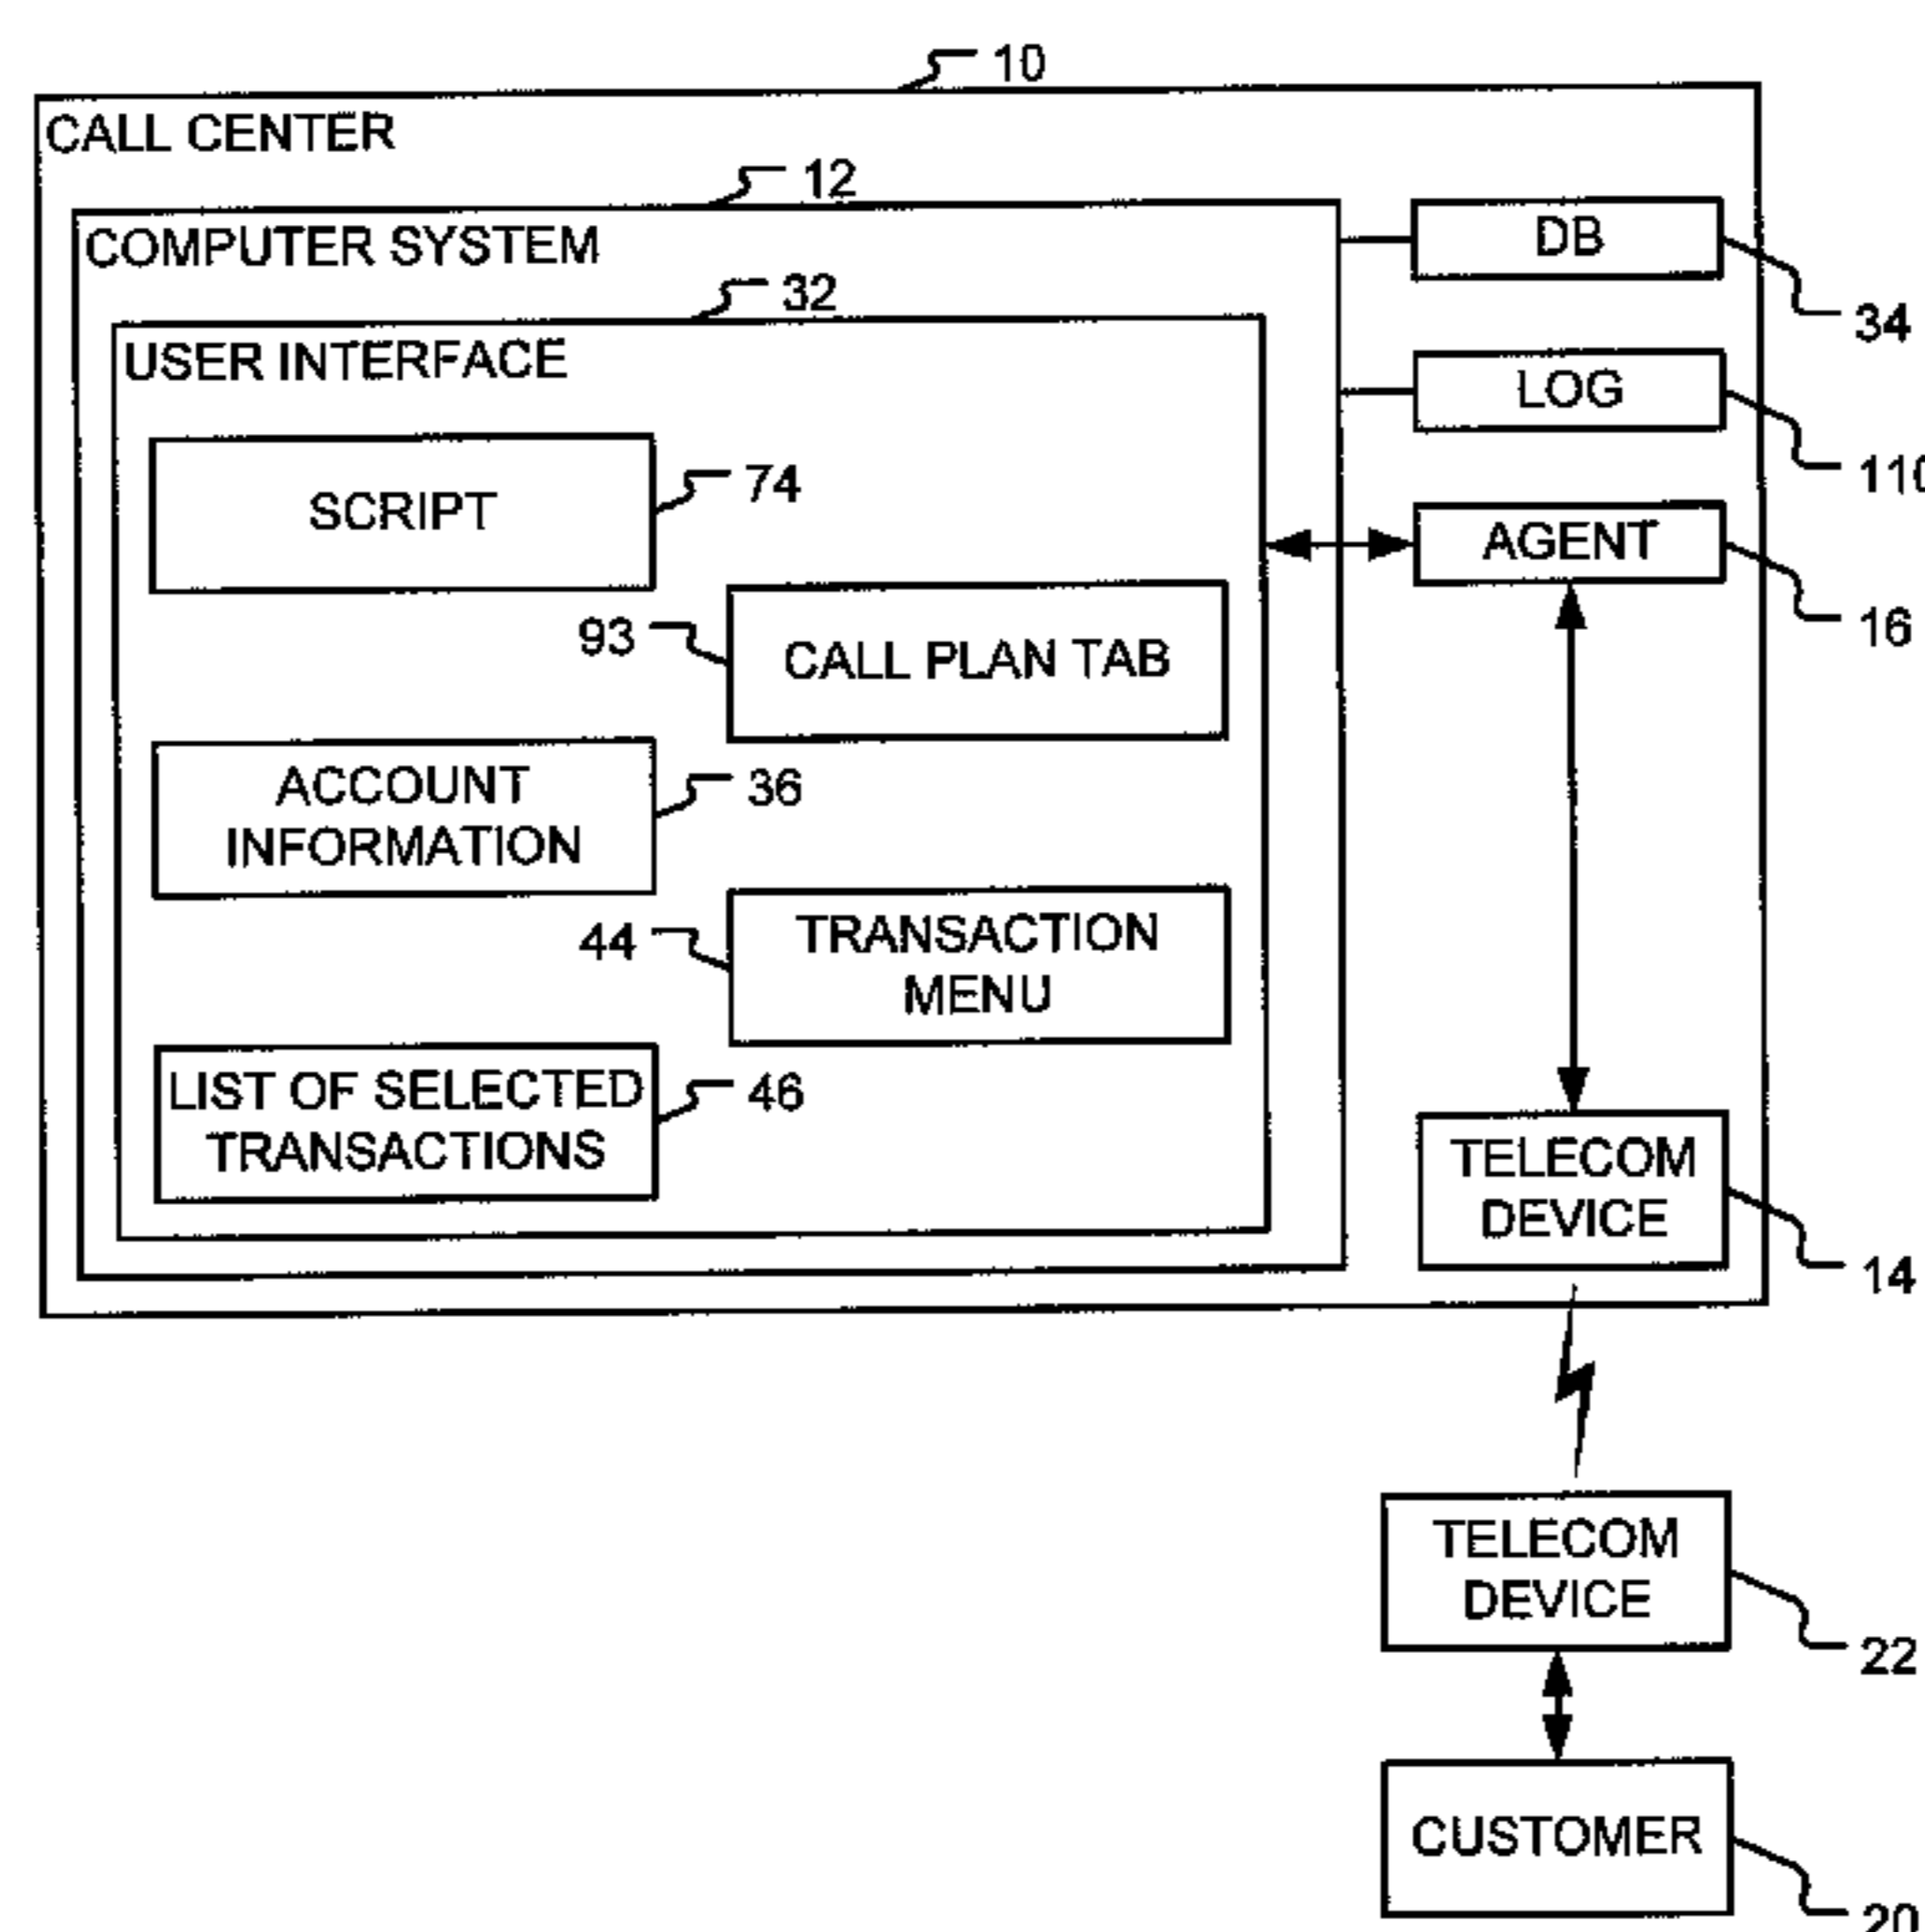 10
CALL CENTER
12
COMPUTER SYSTEM
DB
34
32
USER INTERFACE
LOG
110
SCRIPT
74
AGENT
16
93
CALL PLAN TAB
ACCOUNT
INFORMATION
36
44
TRANSACTION
MENU
LIST OF SELECTED
TRANSACTIONS
46
TELECOM
DEVICE
14
TELECOM
DEVICE
22
CUSTOMER
20